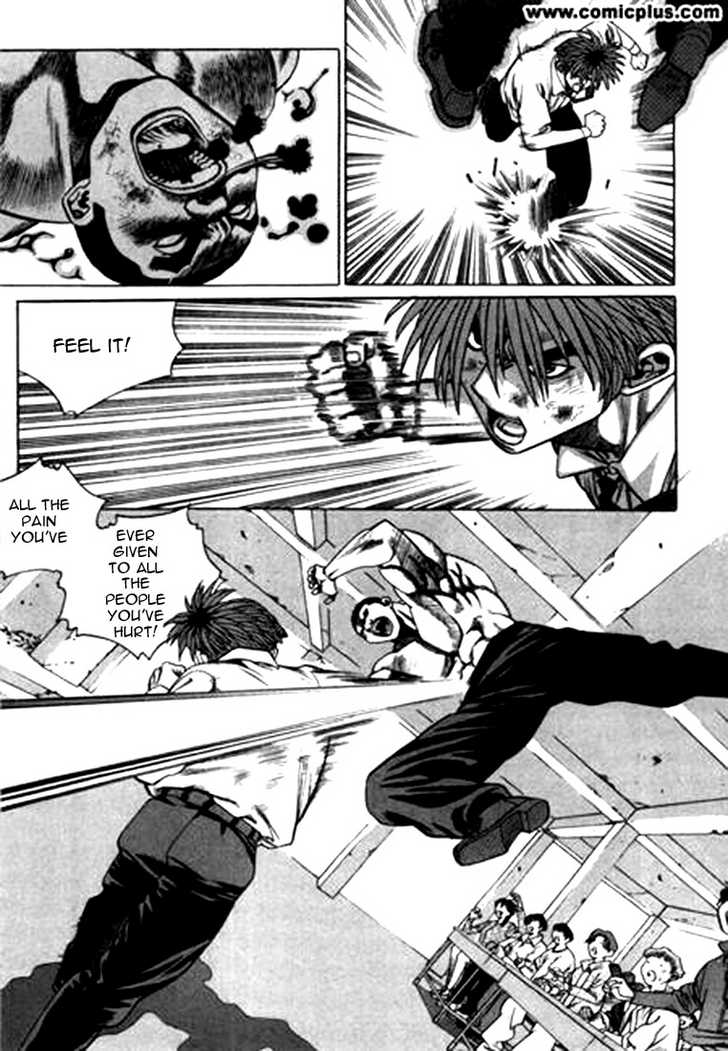 www.comicplus.com
FEEL IT!
ALL THE
PAIN
YOU'VE
EVER
GIVEN
TO ALL
THE
PEOPLE
YOU'VE
HURT!